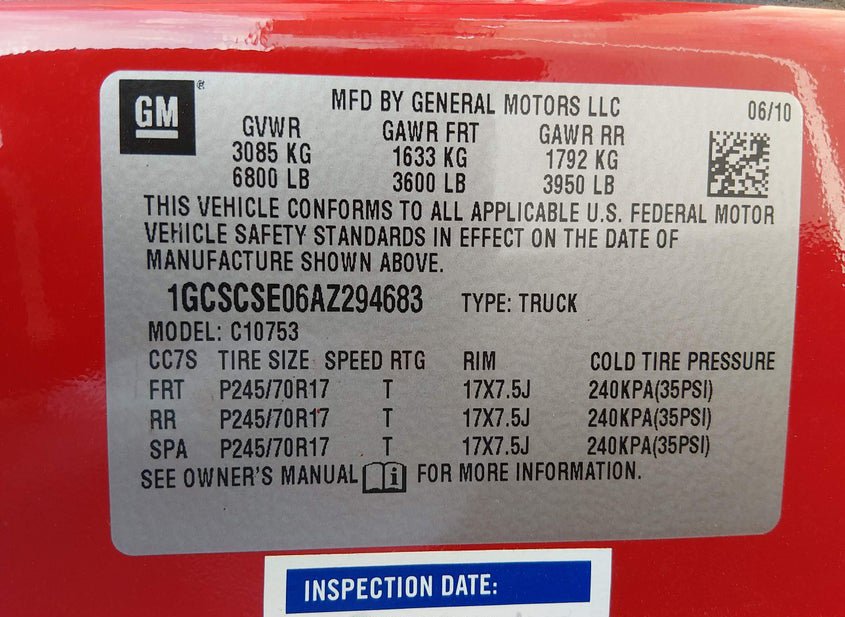 GM ®
MFD BY GENERAL MOTORS LLC 06/10
GVWR GAWR FRT GAWR RR
3085 KG 1633 KG 1792 KG
6800 LB 3600 LB 3950 LB
THIS VEHICLE CONFORMS TO ALL APPLICABLE U.S. FEDERAL MOTOR
VEHICLE SAFETY STANDARDS IN EFFECT ON THE DATE OF
MANUFACTURE SHOWN ABOVE.
1GCSCSE06AZ294683 TYPE: TRUCK
MODEL: C10753
CC7S TIRE SIZE SPEED RTG RIM COLD TIRE PRESSURE
FRT P245/70R17 T 17X7.5J 240KPA(35PSI)
RR P245/70R17 T 17X7.5J 240KPA(35PSI)
SPA P245/70R17 T 17X7.5J 240KPA(35PSI)
SEE OWNER'S MANUAL i FOR MORE INFORMATION.
INSPECTION DATE: